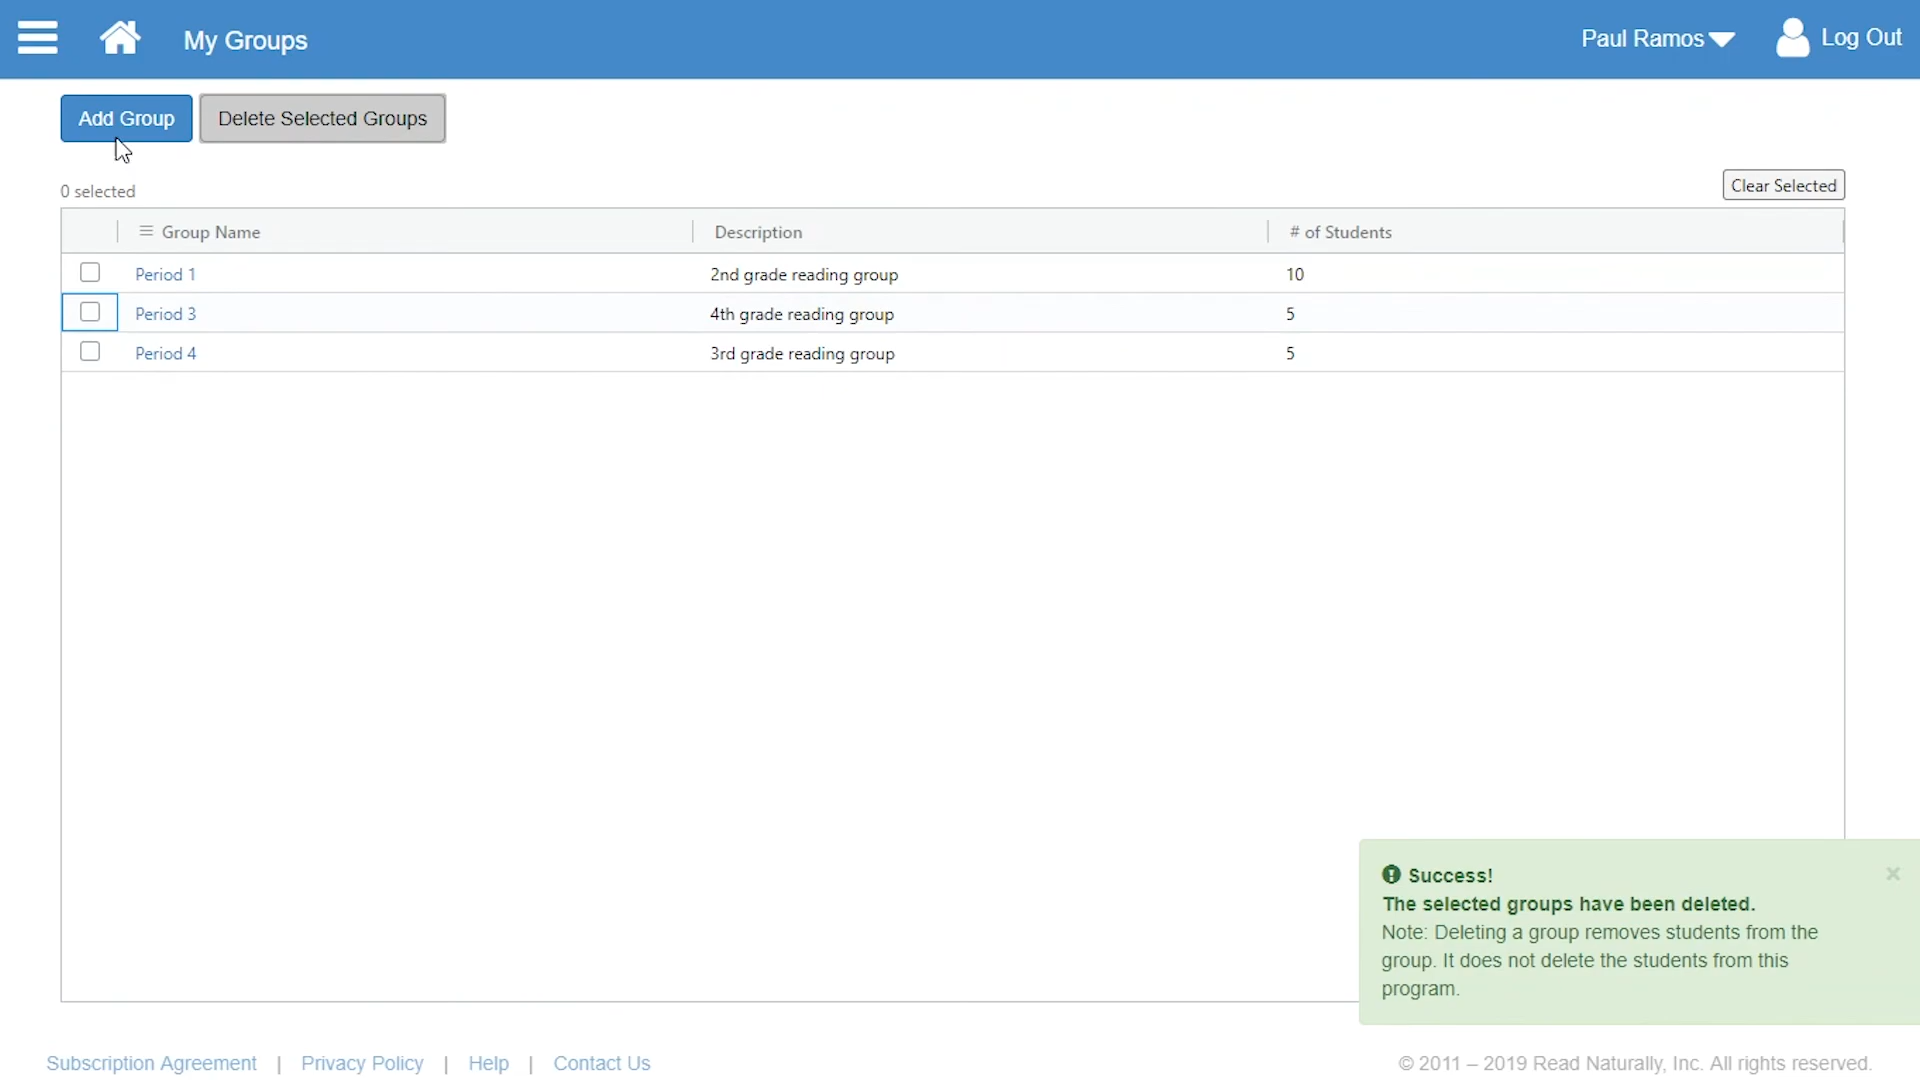 My Groups
Paul Ramos
Log Out
Add Group
Delete Selected Groups
0 selected
Clear Selected
Group Name Description # of Students
Period 1 2nd grade reading group 10
Period 3 4th grade reading group 5
Period 4 3rd grade reading group 5
Success!
The selected groups have been deleted.
Note: Deleting a group removes students from the
group. It does not delete the students from this
program.
Subscription Agreement | Privacy Policy | Help | Contact Us
© 2011 – 2019 Read Naturally, Inc. All rights reserved.